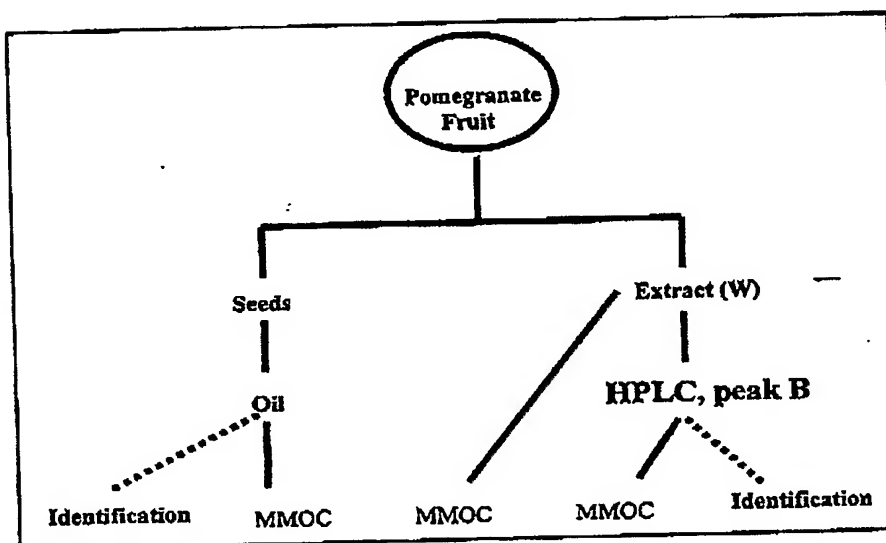 Pomegranate
Fruit
Seeds
Extract (W)
Oil
HPLC, peak B
Identification
MMOC
MMOC
MMOC
Identification